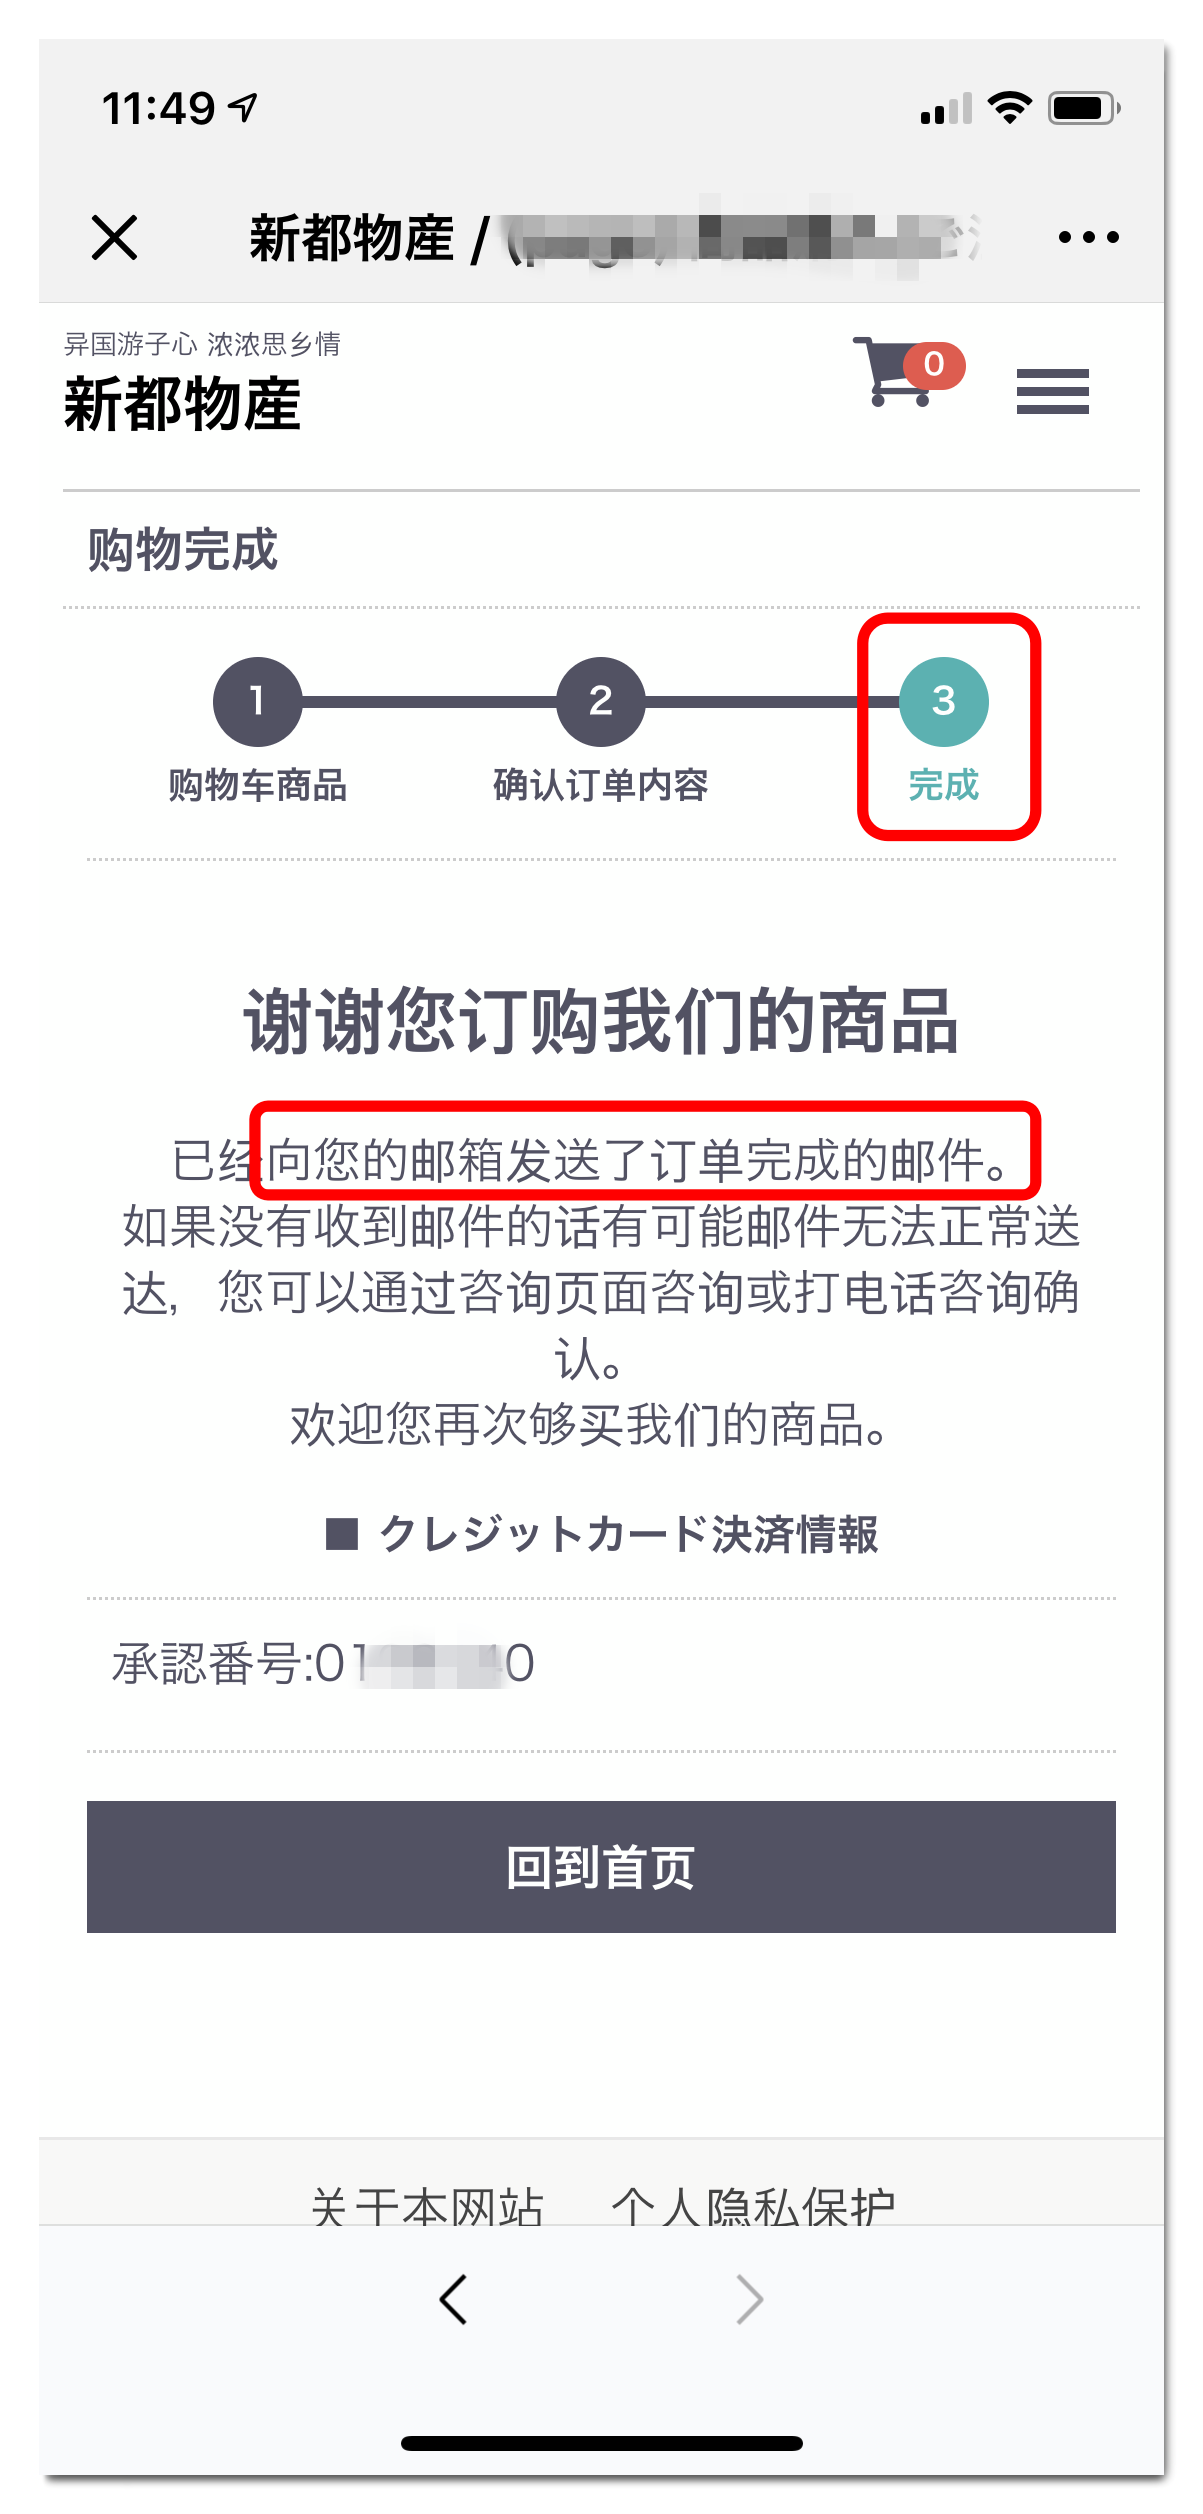 11:49
新都物産 /
异国游子心 浓浓思乡情
新都物産
0
购物完成
1 2 3
购物车商品 确认订单内容 完成
谢谢您订购我们的商品
已经向您的邮箱发送了订单完成的邮件。
如果没有收到邮件的话有可能邮件无法正常送
达，您可以通过咨询页面咨询或打电话咨询确
认。
欢迎您再次够买我们的商品。
■ クレジットカード決済情報
承認番号:01 0
回到首页
关于本网站 个人隐私保护